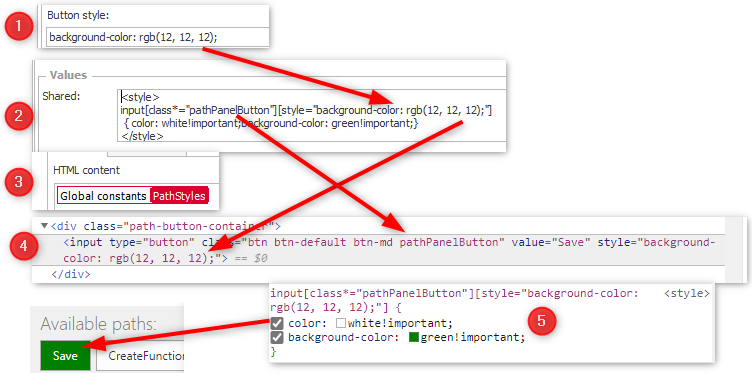 1
Button style:
background-color: rgb(12, 12, 12);
2
Values
Shared:
<style>
input[class*="pathPanelButton"][style="background-color: rgb(12, 12, 12);"]
{ color: white!important;background-color: green!important;}
</style>
3
HTML content
Global constants PathStyles
4
<div class="path-button-container">
<input type="button" class="btn btn-default btn-md pathPanelButton" value="Save" style="background-
color: rgb(12, 12, 12);"> == $0
</div>
input[class*="pathPanelButton"][style="background-color: <style>
rgb(12, 12, 12);"] {
color: white!important;
background-color: green!important;
}
5
Available paths:
Save CreateFunction